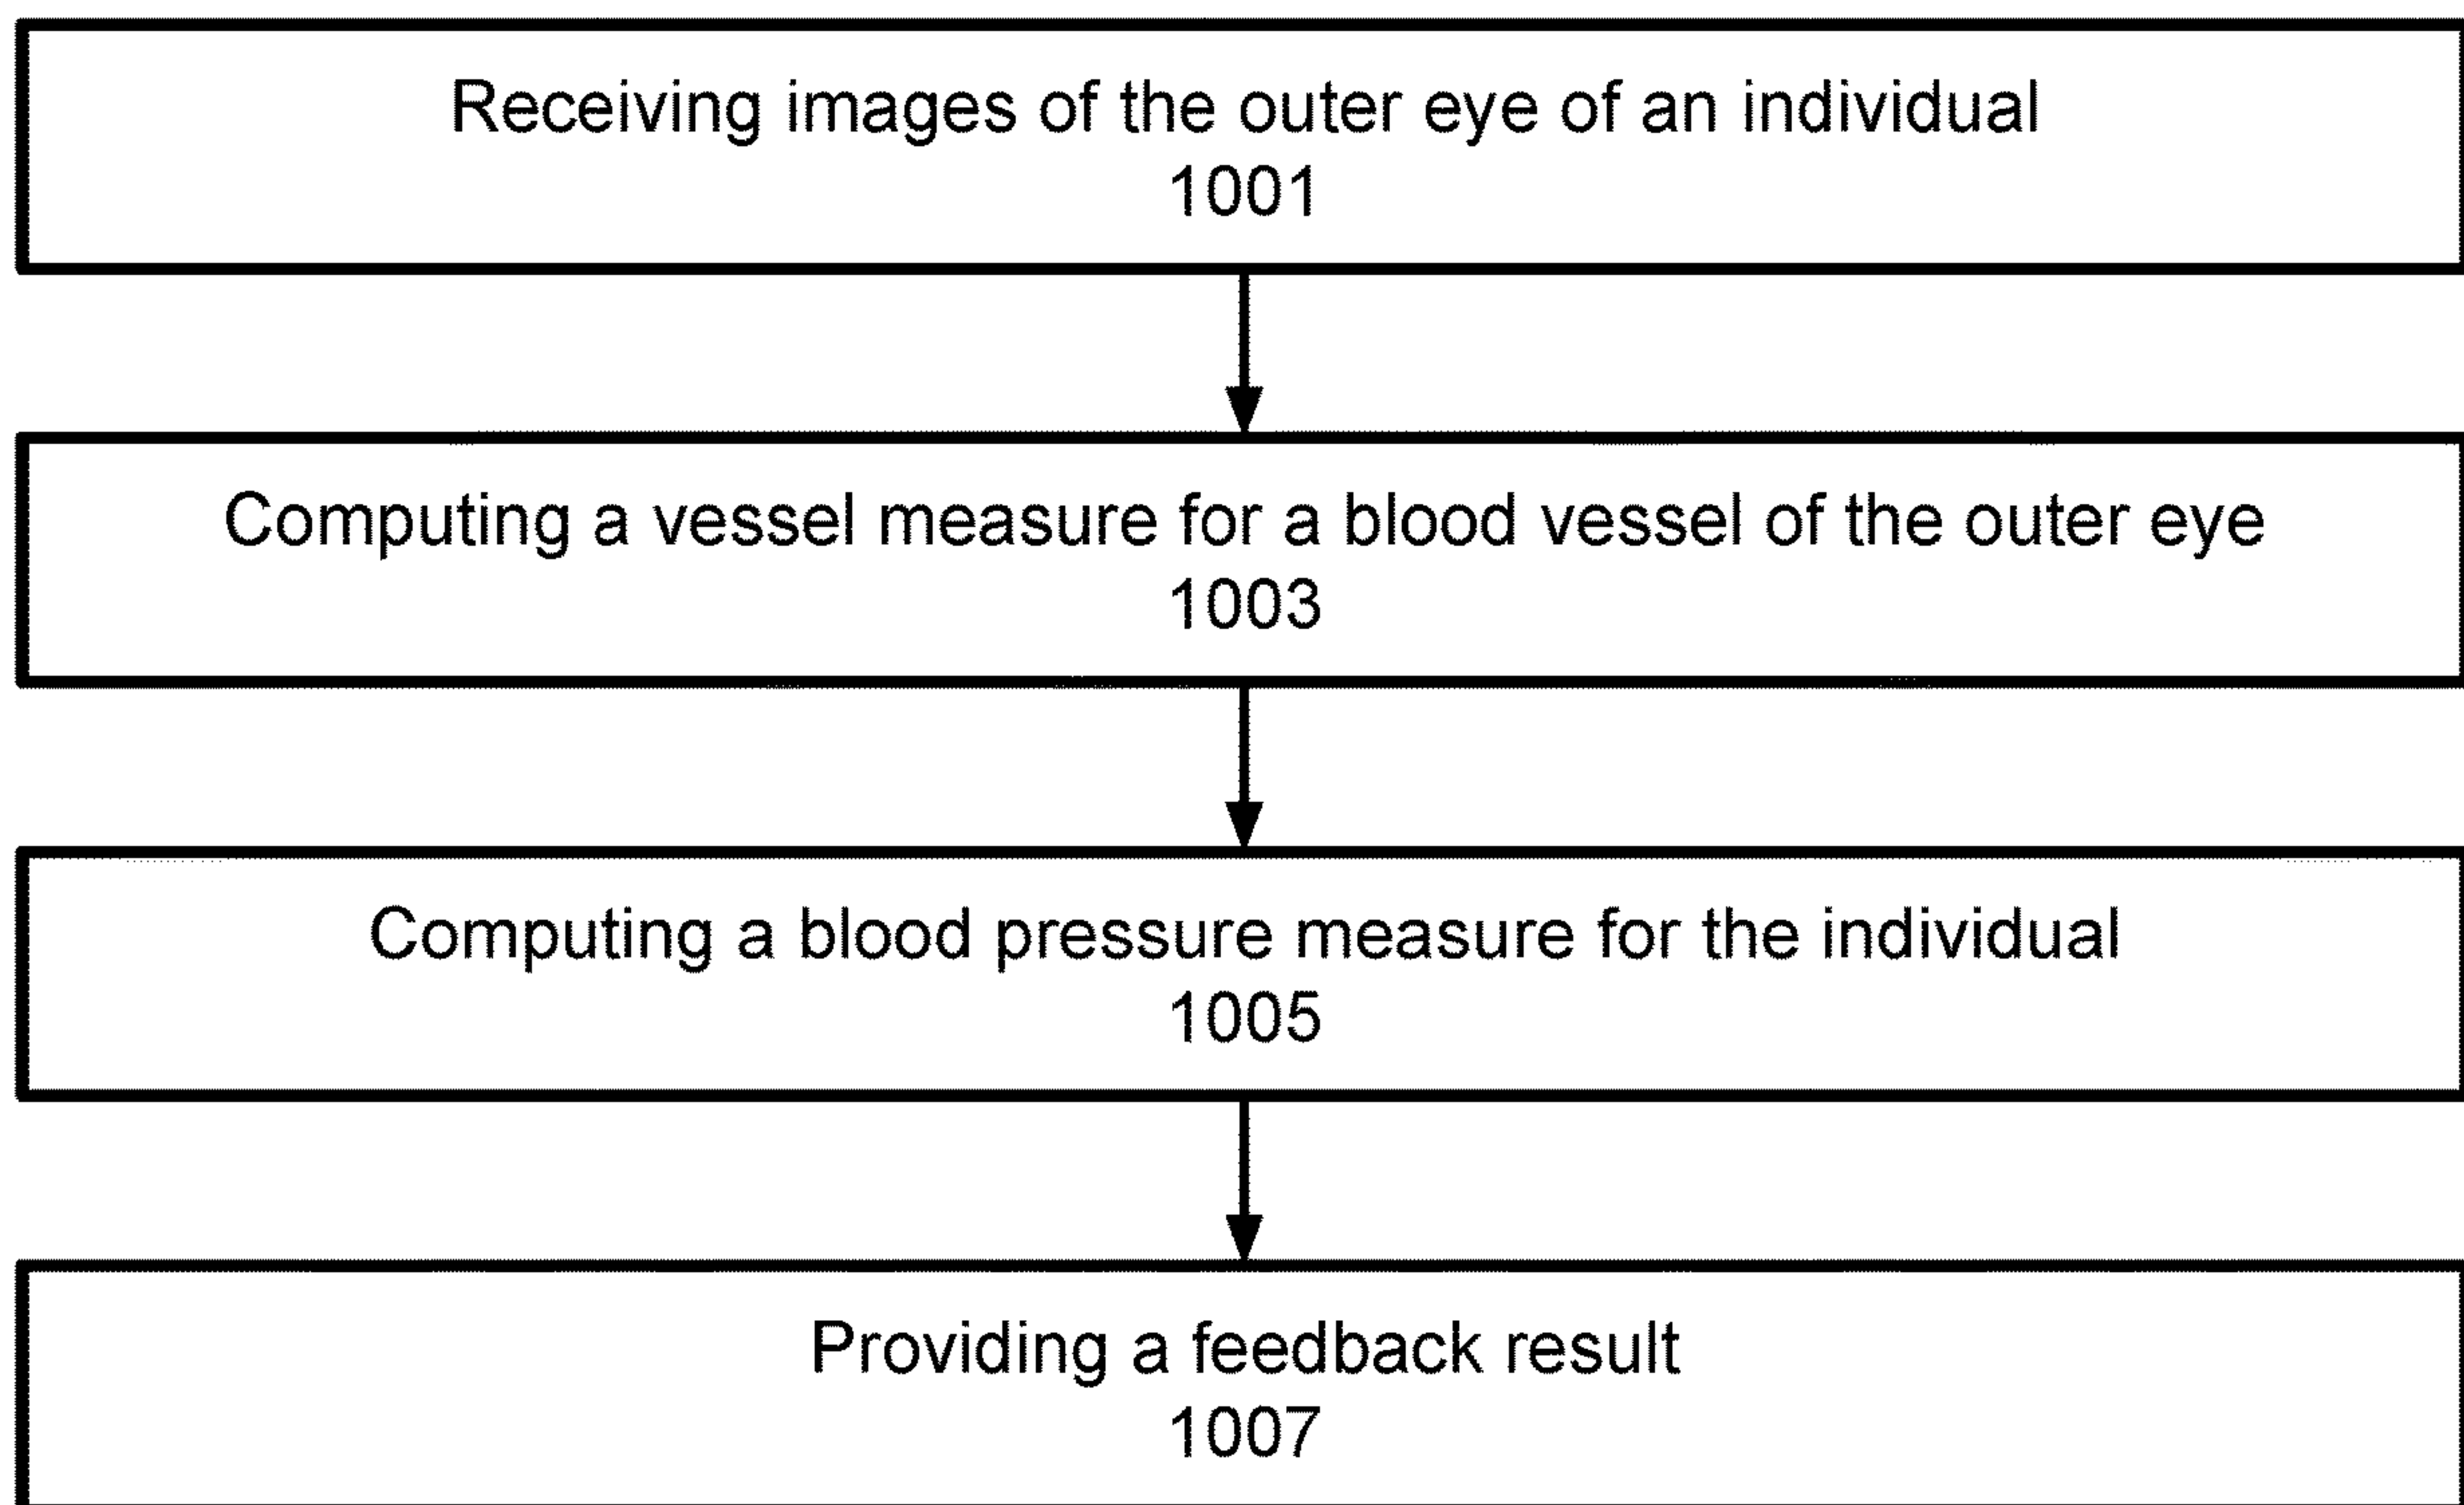 Receiving images of the outer eye of an individual
1001
Computing a vessel measure for a blood vessel of the outer eye
1003
Computing a blood pressure measure for the individual
1005
Providing a feedback result
1007